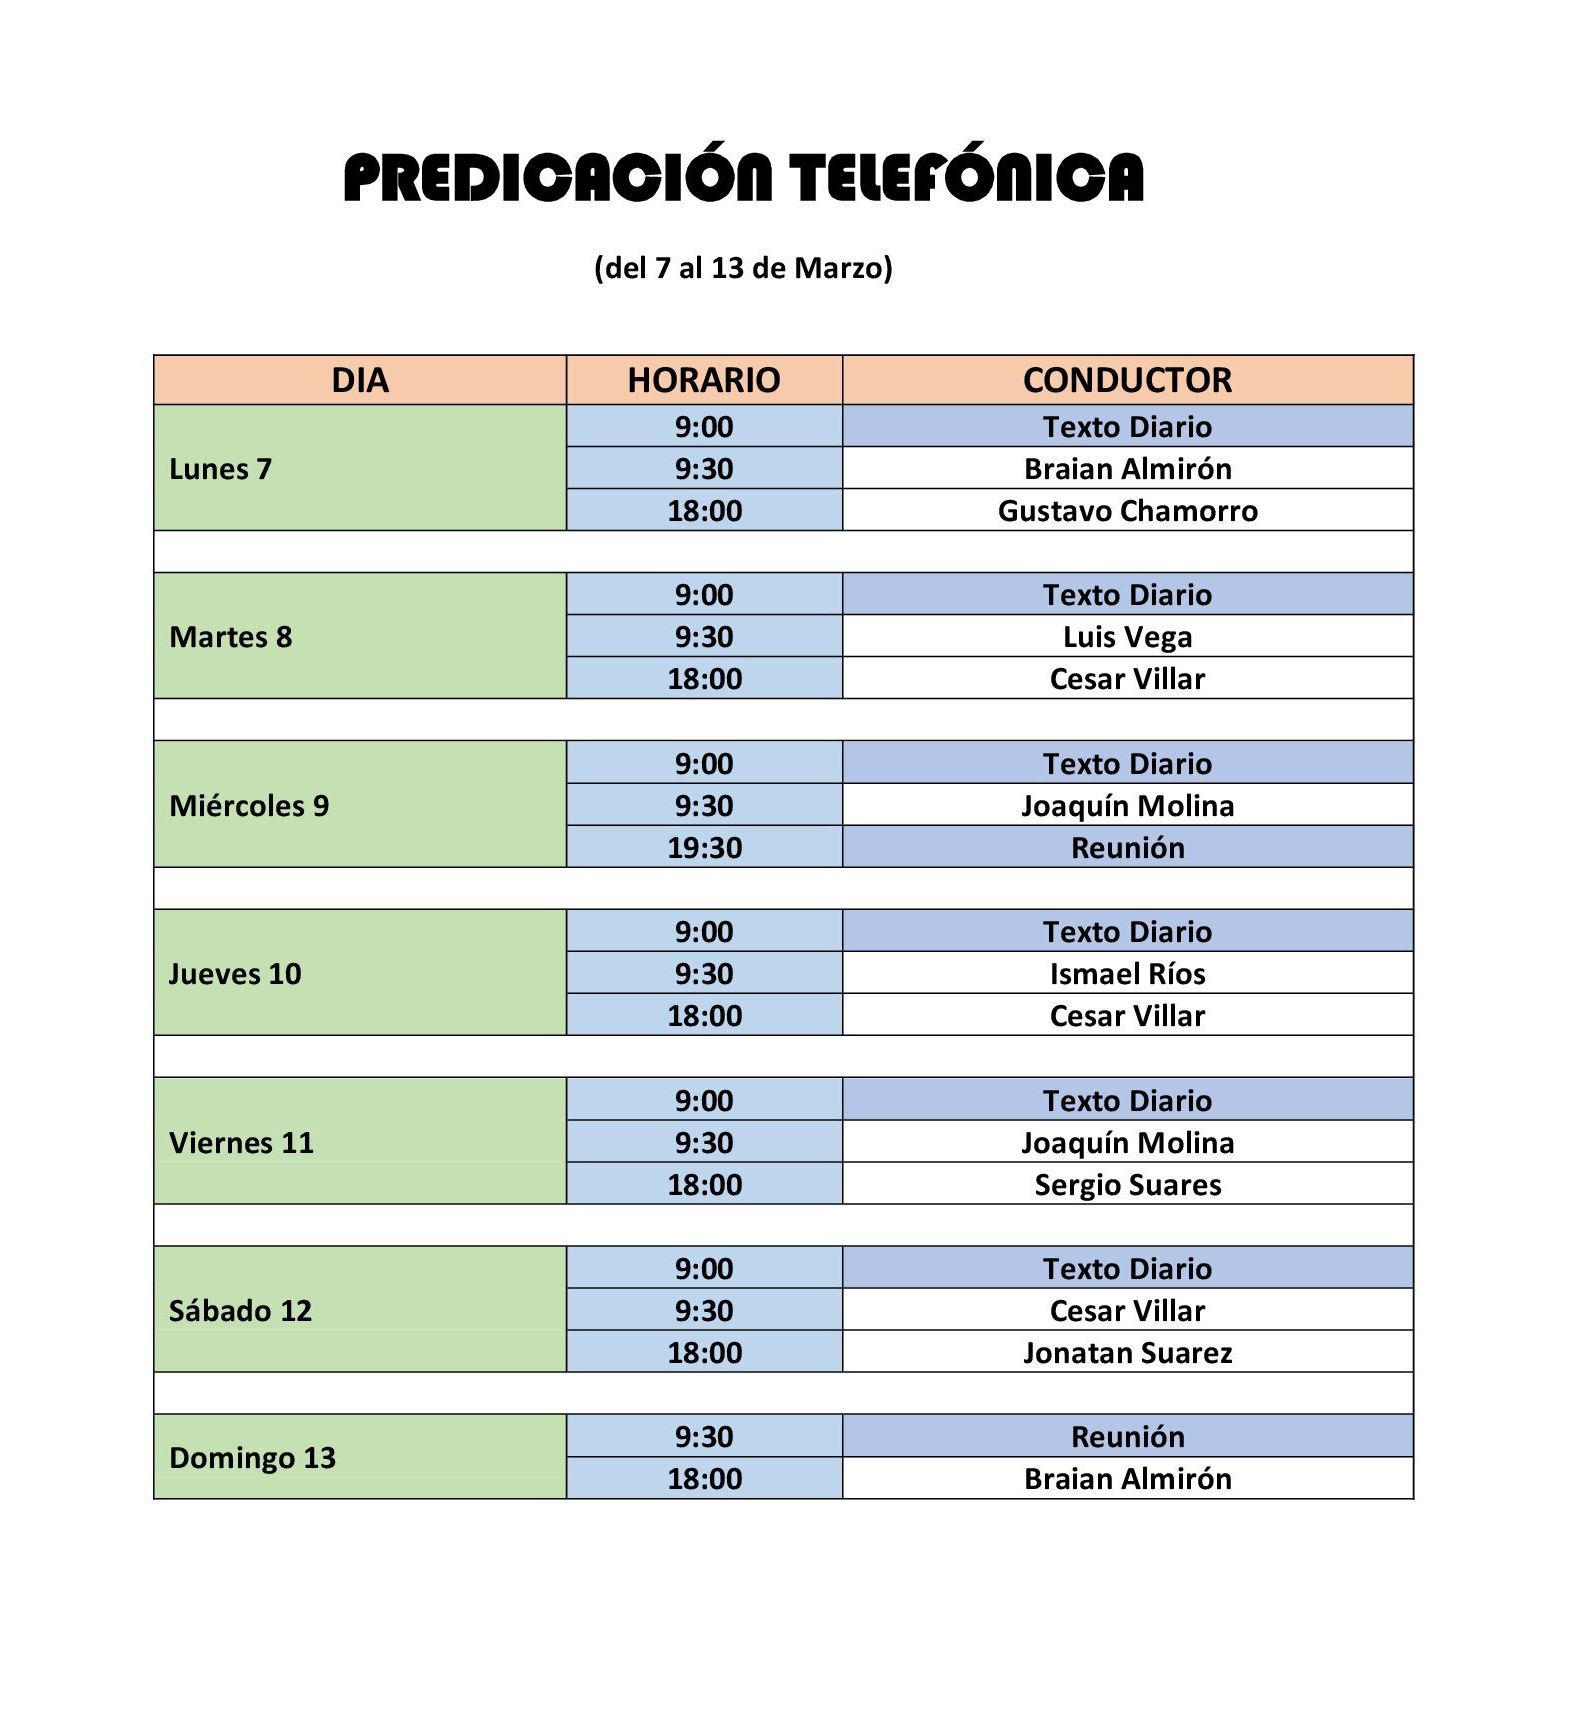 PREDICACIÓN TELEFÓNICA
(del 7 al 13 de Marzo)
DIA HORARIO CONDUCTOR
Lunes 7
9:00 Texto Diario
9:30 Braian Almirón
18:00 Gustavo Chamorro
Martes 8
9:00 Texto Diario
9:30 Luis Vega
18:00 Cesar Villar
Miércoles 9
9:00 Texto Diario
9:30 Joaquín Molina
19:30 Reunión
Jueves 10
9:00 Texto Diario
9:30 Ismael Ríos
18:00 Cesar Villar
Viernes 11
9:00 Texto Diario
9:30 Joaquín Molina
18:00 Sergio Suares
Sábado 12
9:00 Texto Diario
9:30 Cesar Villar
18:00 Jonatan Suarez
Domingo 13
9:30 Reunión
18:00 Braian Almirón